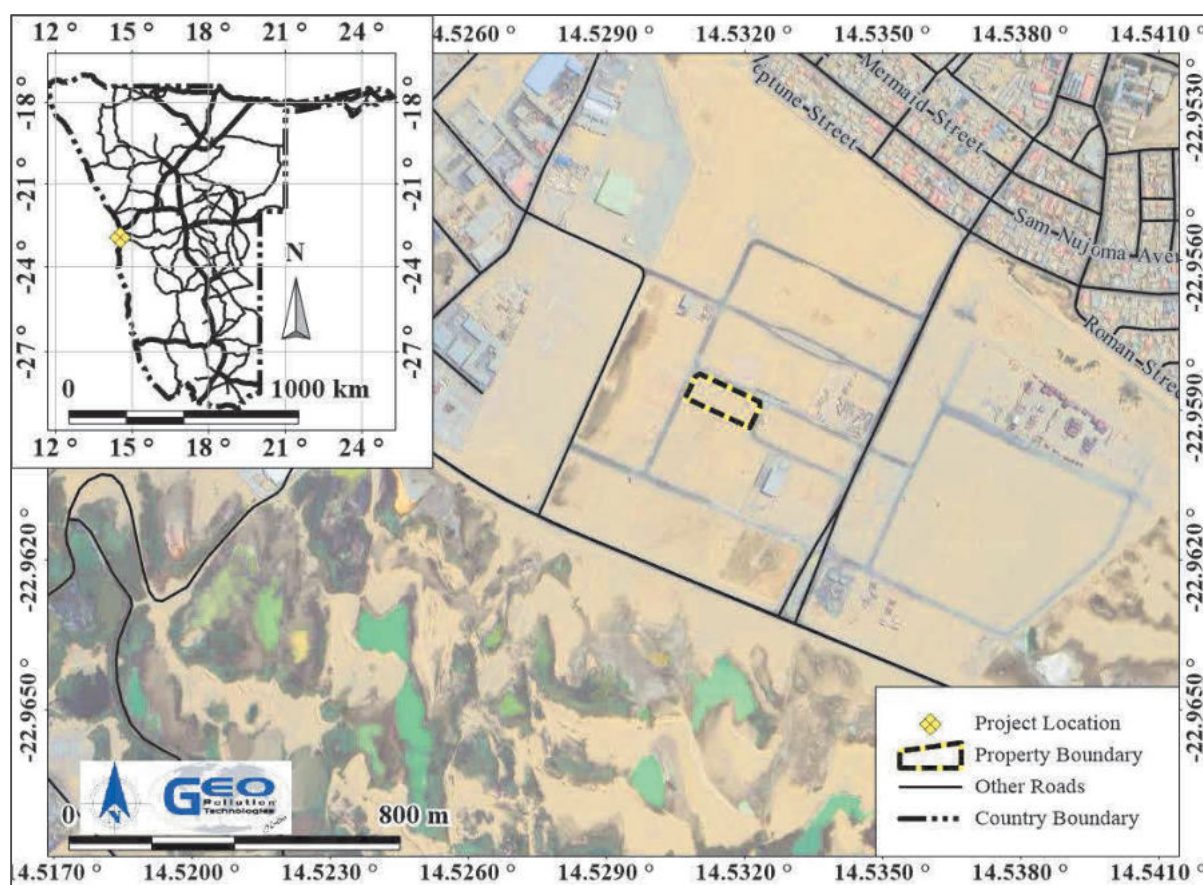 12 ° 15 ° 18 ° 21 ° 24 °
14.5260 ° 14.5290 ° 14.5320 ° 14.5350 ° 14.5380 ° 14.5410 °
-18 °
-21 °
-24 °
-27 °
-18 °
-21 °
-24 °
-27 °
N
0 1000 km
12 ° 15 ° 18 ° 21 ° 24 °
eptune-Street
Mermaid-Street
Sam-Nujoma-Aven
Roman-Stree
-22.9530 °
-22.9560 °
-22.9590 °
-22.9620 °
-22.9650 °
-22.9620 °
-22.9650 °
Project Location
Property Boundary
Other Roads
Country Boundary
GEO
Pollution
Technologies
0 800 m
14.5170 ° 14.5200 ° 14.5230 ° 14.5260 ° 14.5290 ° 14.5320 ° 14.5350 ° 14.5380 ° 14.5410 °